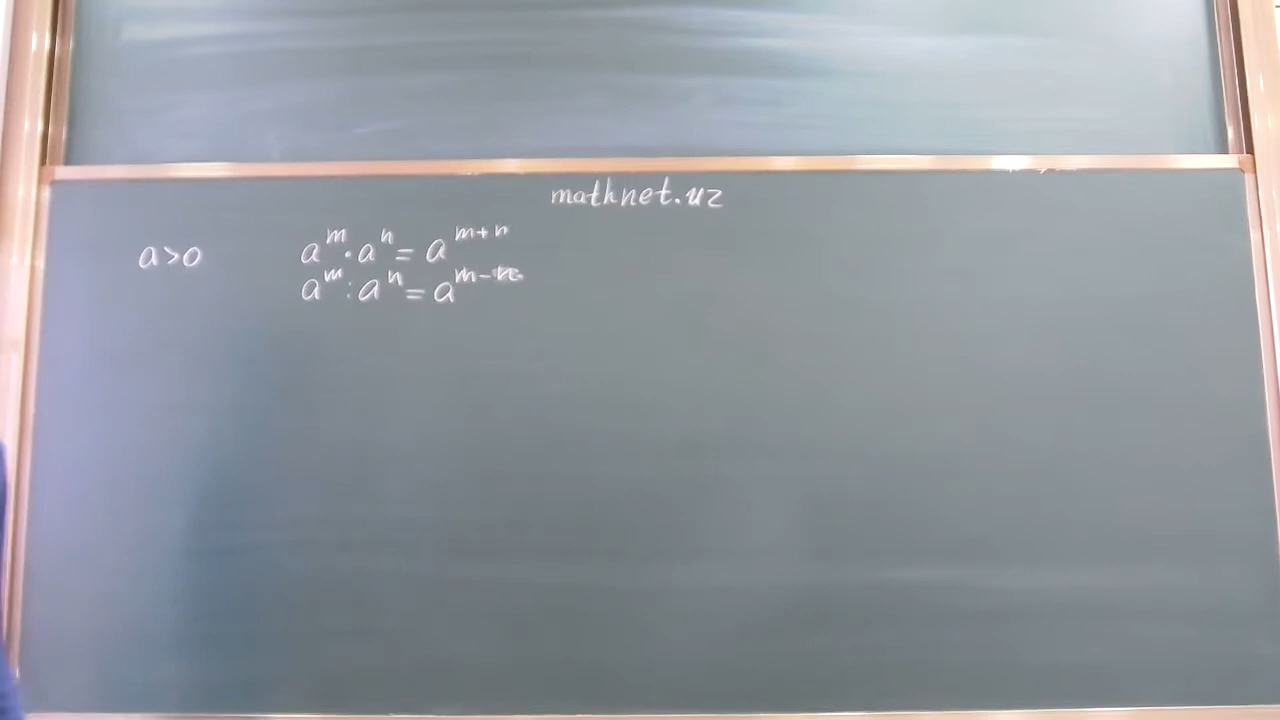 mathnet.uz
a>0
a^m · a^n = a^{m+n}
a^m : a^n = a^{m-n}